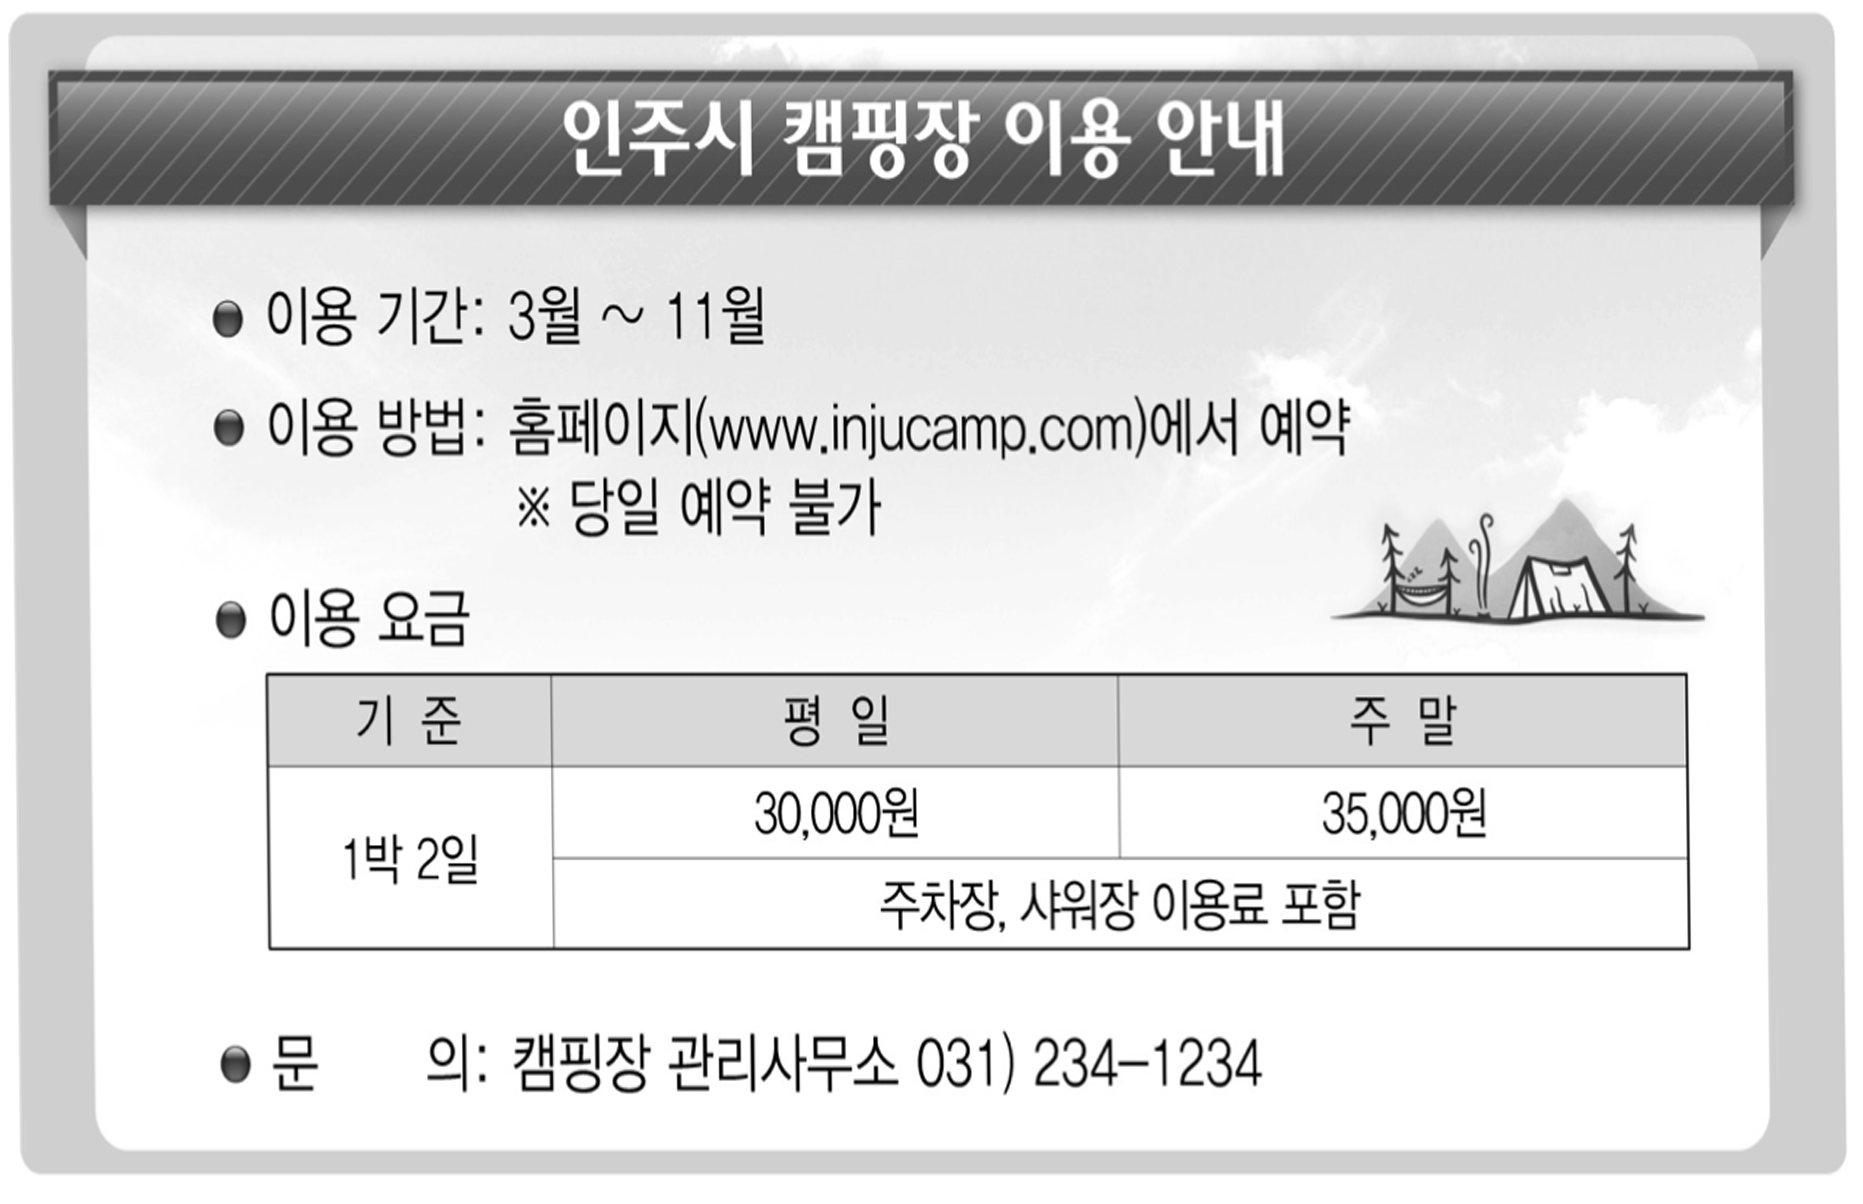 인주시 캠핑장 이용 안내
이용 기간: 3월 ~ 11월
이용 방법: 홈페이지(www.injucamp.com)에서 예약
※ 당일 예약 불가
이용 요금
기 준 평 일 주 말
30,000원 35,000원
1박 2일
주차장, 샤워장 이용료 포함
문 의: 캠핑장 관리사무소 031) 234-1234